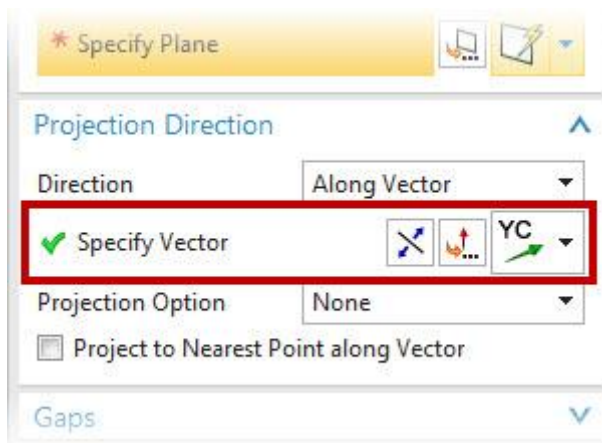 * Specify Plane
Projection Direction
Direction Along Vector
Specify Vector YC
Projection Option None
Project to Nearest Point along Vector
Gaps